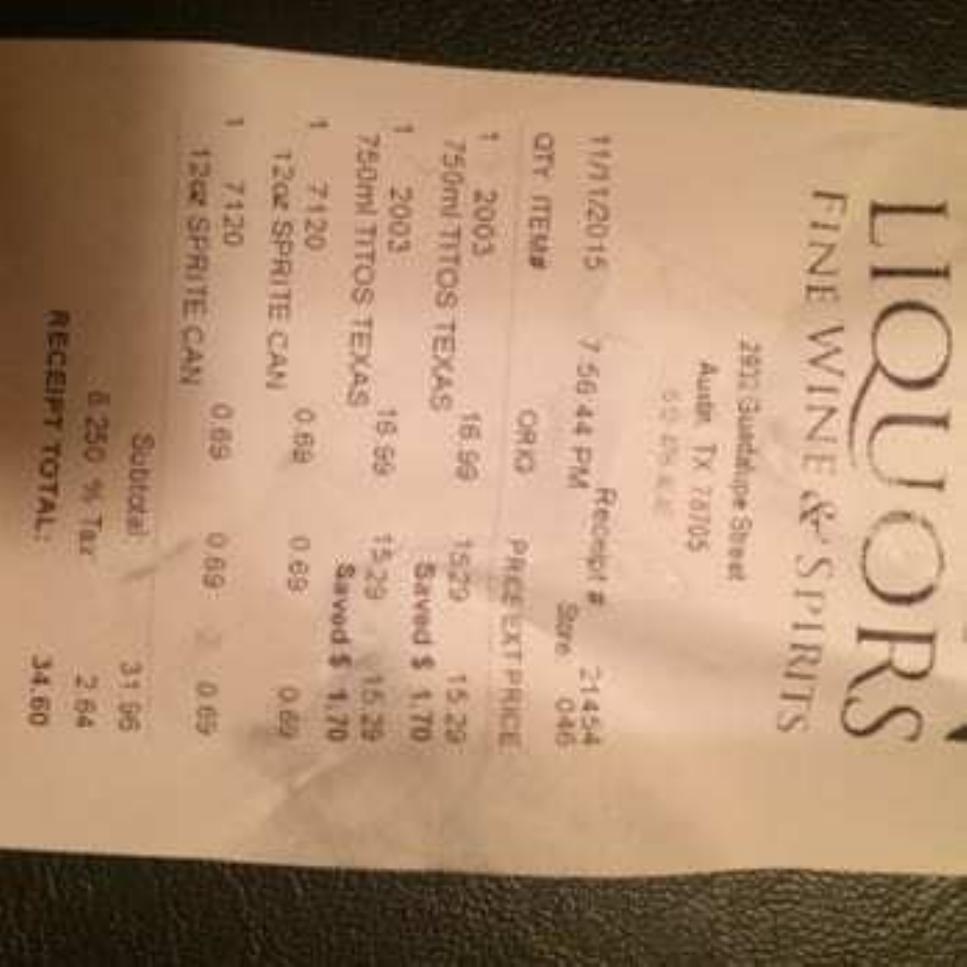 LIQUORS
FINE WINE & SPIRITS
Guadalupe Street
Austin, TX 78705
Receipt # 21454
11/11/2015 7:56:44 PM Store: 046
QTY ITEM# ORIG PRICE EXT PRICE
1 2003 16.99 15.29 15.29
750ml TITOS TEXAS Saved $ 1.70
1 2003 16.99 15.29 15.29
750ml TITOS TEXAS Saved $ 1.70
1 7120 0.69 0.69 0.69
12oz SPRITE CAN
1 7120 0.69 0.69 0.69
12oz SPRITE CAN
Subtotal 31.96
8.250 % Tax 2.64
RECEIPT TOTAL: 34.60